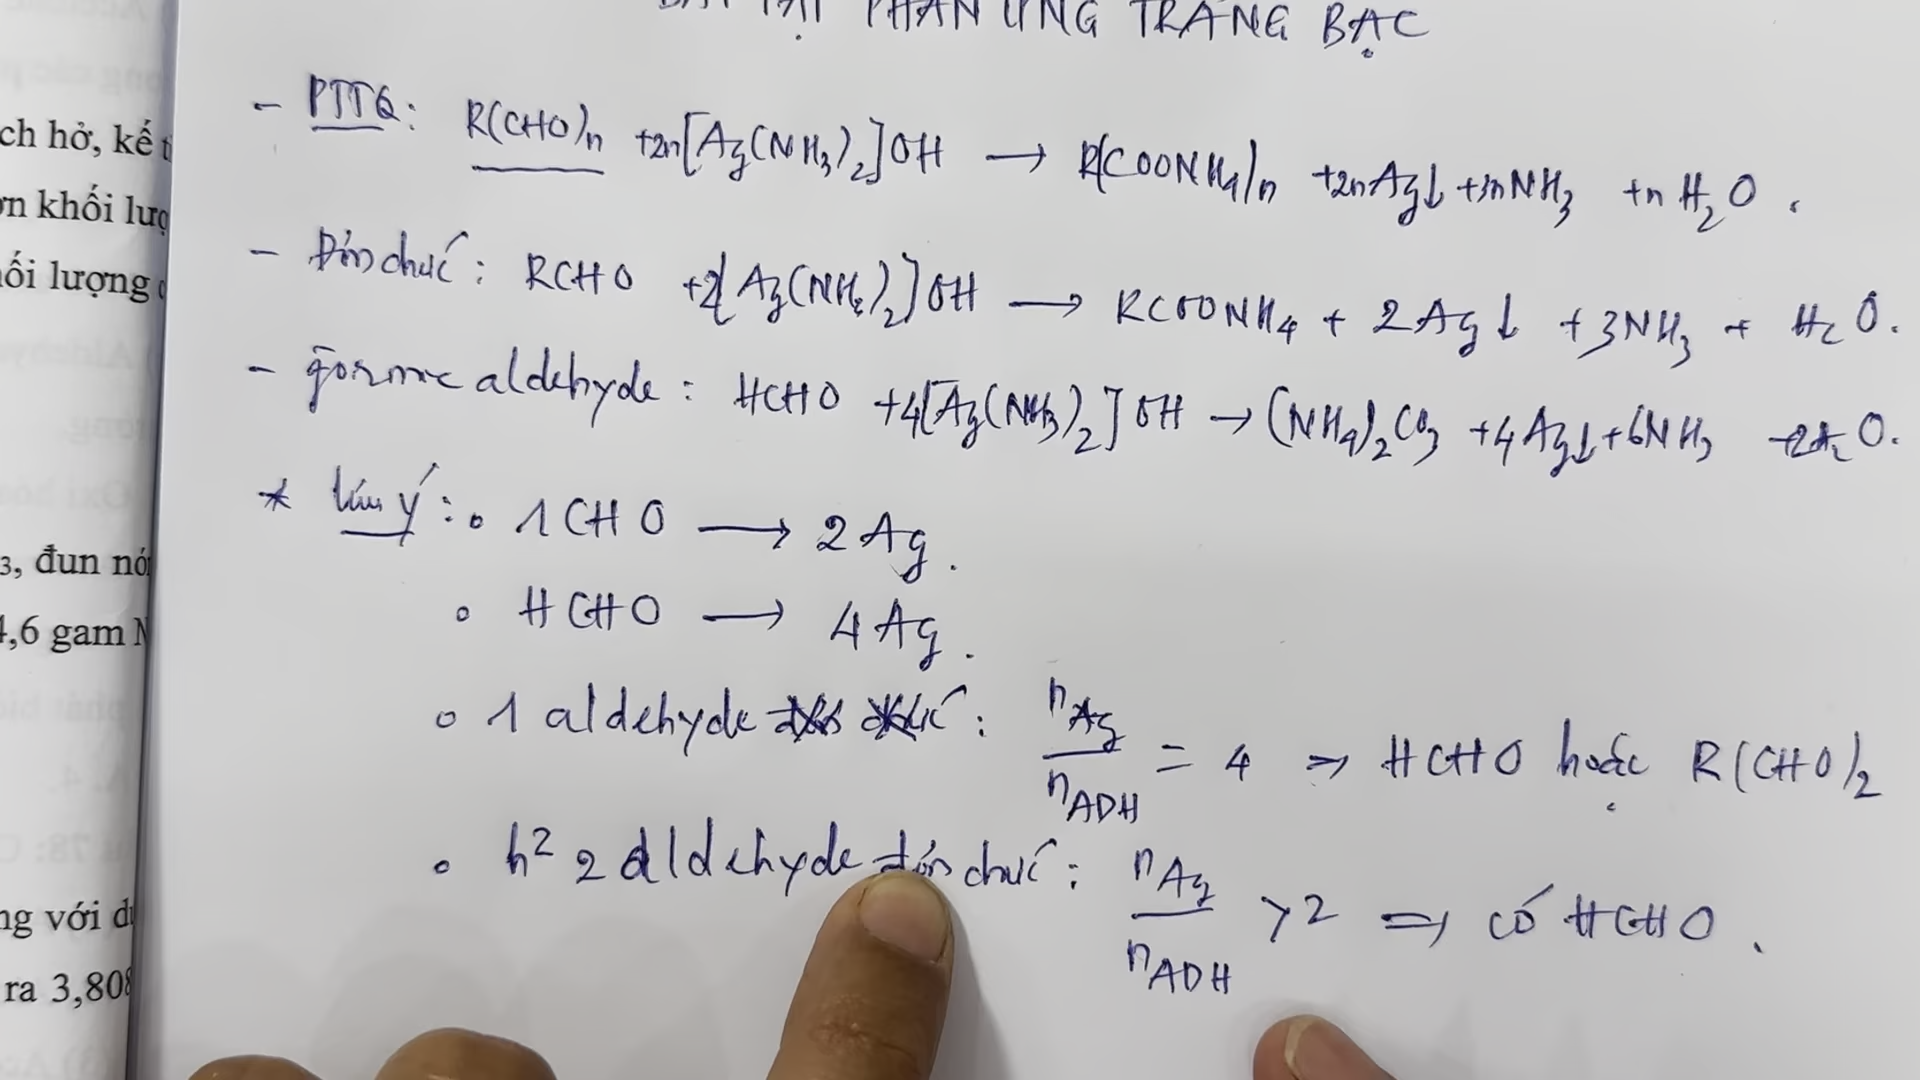 PHẢN ỨNG TRÁNG BẠC
- PTTQ: R(CHO)n +2n[Ag(NH3)2]OH → R(COONH4)n +2nAg↓ +3nNH3 +nH2O.
- Đơn chức: RCHO +2[Ag(NH3)2]OH → RCOONH4 + 2Ag↓ +3NH3 + H2O.
- formic aldehyde: HCHO +4[Ag(NH3)2]OH → (NH4)2CO3 +4Ag↓+6NH3 +2H2O.
* Lưu ý: ∘ 1CHO → 2Ag.
∘ HCHO → 4Ag.
∘ 1 aldehyde : nAg/nADH = 4 ⇒ HCHO hoặc R(CHO)2
∘ h² 2 aldehyde đơn chức: nAg/nADH >2 ⇒ có HCHO.
ch hở, kế
n khối lượ
ối lượng
3, đun nó
4,6 gam
ng với d
ra 3,808